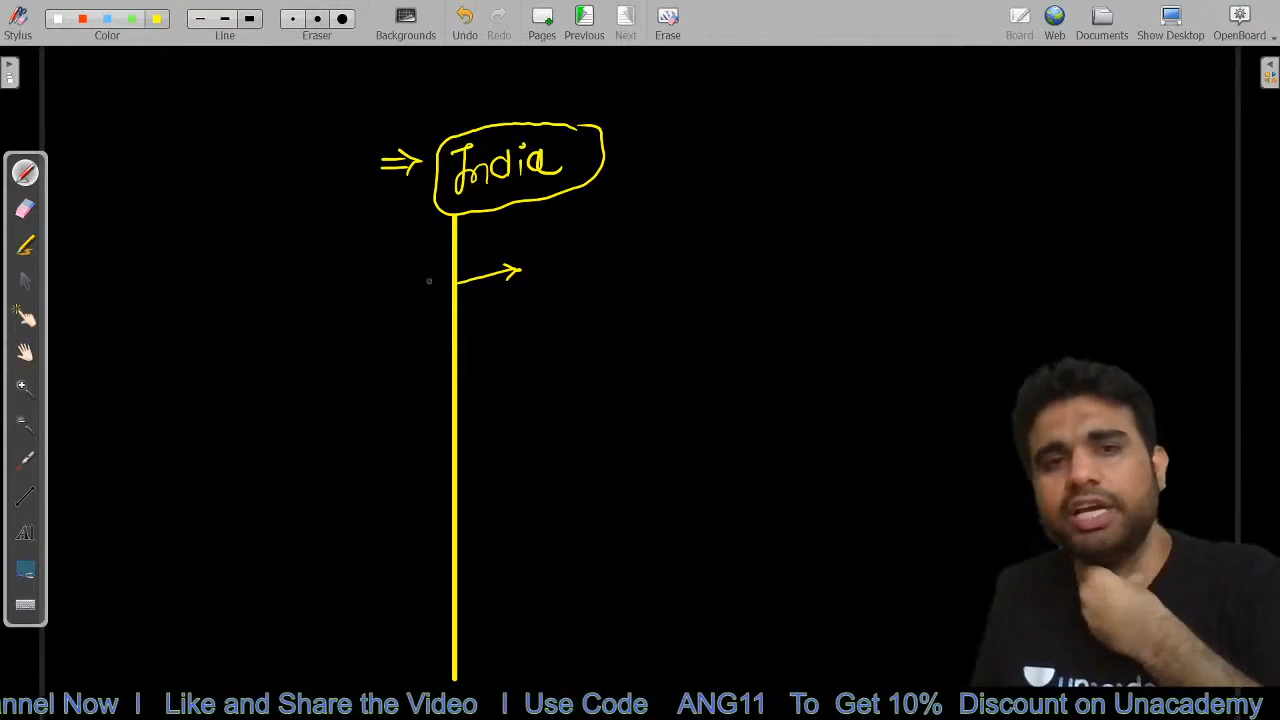 Stylus
Color
Line
Eraser
Backgrounds
Undo
Redo
Pages
Previous
Next
Erase
Board
Web
Documents
Show Desktop
OpenBoard
⇒ India
annel Now I Like and Share the Video I Use Code ANG11 To Get 10% Discount on Unacademy